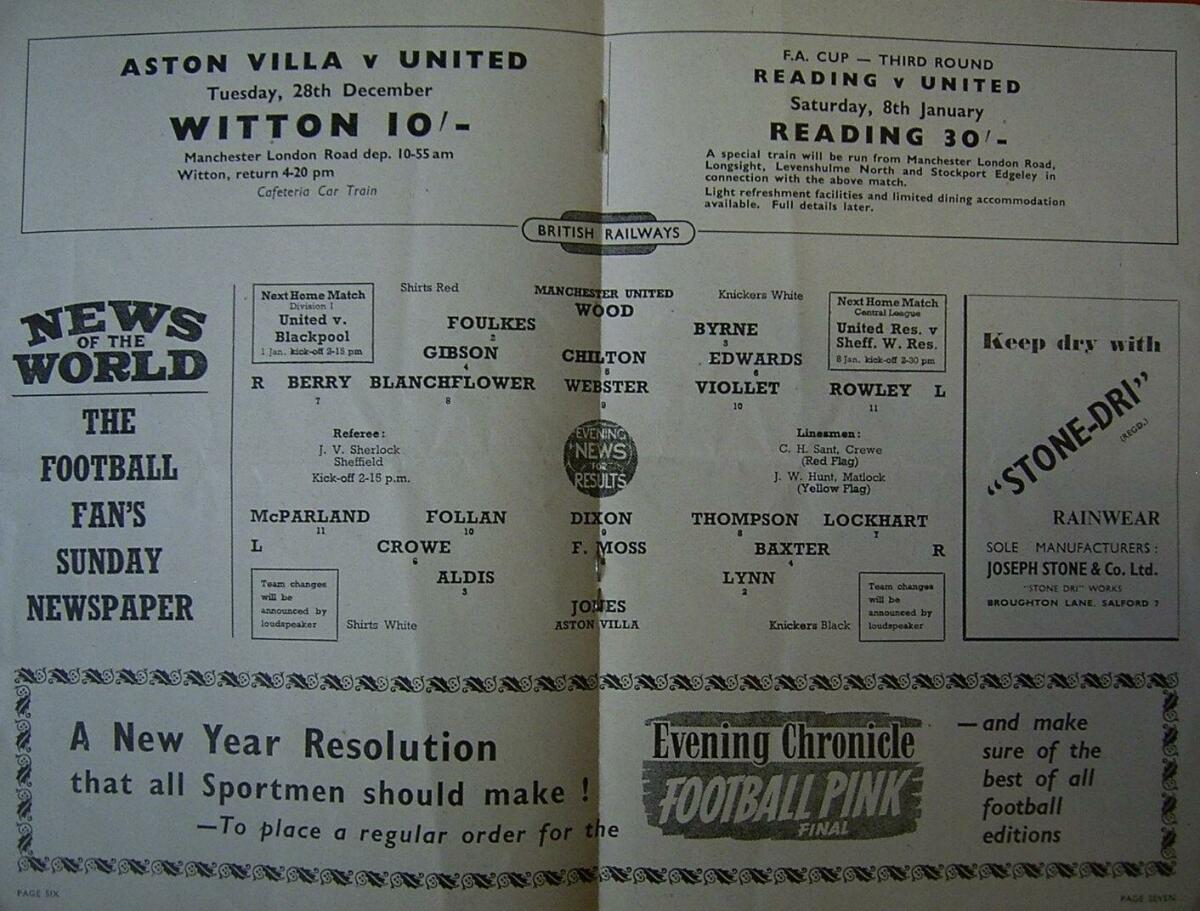 ASTON VILLA v UNITED
Tuesday, 28th December
WITTON 10/-
Manchester London Road dep. 10-55 am
Witton, return 4-20 pm
Cafeteria Car Train
F.A. CUP — THIRD ROUND
READING v UNITED
Saturday, 8th January
READING 30/-
A special train will be run from Manchester London Road,
Longsight, Levenshulme North and Stockport Edgeley in
connection with the above match.
Light refreshment facilities and limited dining accommodation
available. Full details later.
BRITISH RAILWAYS
NEWS
OF THE
WORLD
THE
FOOTBALL
FAN'S
SUNDAY
NEWSPAPER
Next Home Match
Division 1
United v.
Blackpool
1 Jan. kick-off 2-15 pm
Shirts Red
MANCHESTER UNITED
Knickers White
Next Home Match
Central League
United Res. v
Sheff. W. Res.
8 Jan. kick-off 2-30 pm
WOOD
FOULKES
2
BYRNE
3
GIBSON
4
CHILTON
5
EDWARDS
6
R BERRY BLANCHFLOWER WEBSTER VIOLLET ROWLEY L
7 8 9 10 11
Referee:
J. V. Sherlock
Sheffield
Kick-off 2-15 p.m.
EVENING
NEWS
FOR
RESULTS
Linesmen:
C. H. Sant, Crewe
(Red Flag)
J. W. Hunt, Matlock
(Yellow Flag)
McPARLAND FOLLAN DIXON THOMPSON LOCKHART
11 10 9 8 7
L CROWE F. MOSS BAXTER R
6 4
ALDIS LYNN
3 2
JONES
ASTON VILLA
Team changes
will be
announced by
loudspeaker
Shirts White
Knickers Black
Team changes
will be
announced by
loudspeaker
Keep dry with
"STONE-DRI"
(REGD.)
RAINWEAR
SOLE MANUFACTURERS:
JOSEPH STONE & Co. Ltd.
"STONE DRI" WORKS
BROUGHTON LANE, SALFORD 7
A New Year Resolution
that all Sportmen should make !
—To place a regular order for the
Evening Chronicle
FOOTBALL PINK
FINAL
—and make
sure of the
best of all
football
editions
PAGE SIX
PAGE SEVEN